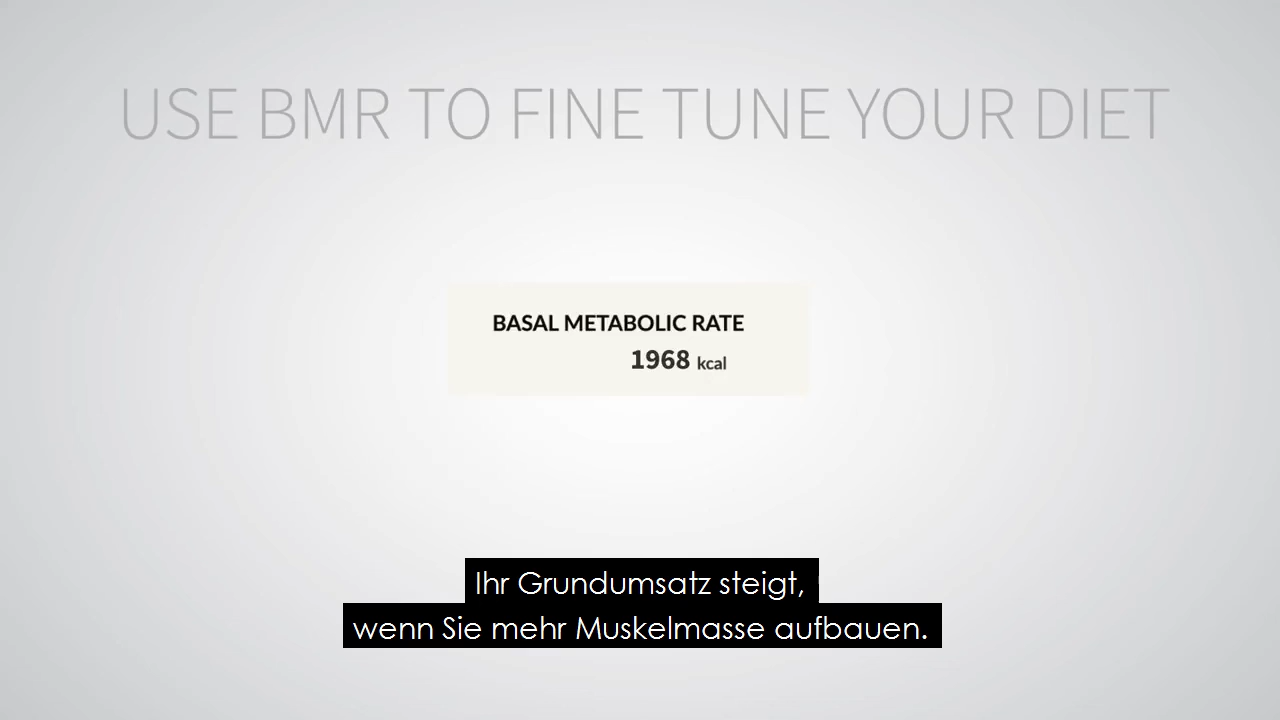 USE BMR TO FINE TUNE YOUR DIET
BASAL METABOLIC RATE
1968 kcal
Ihr Grundumsatz steigt,
wenn Sie mehr Muskelmasse aufbauen.